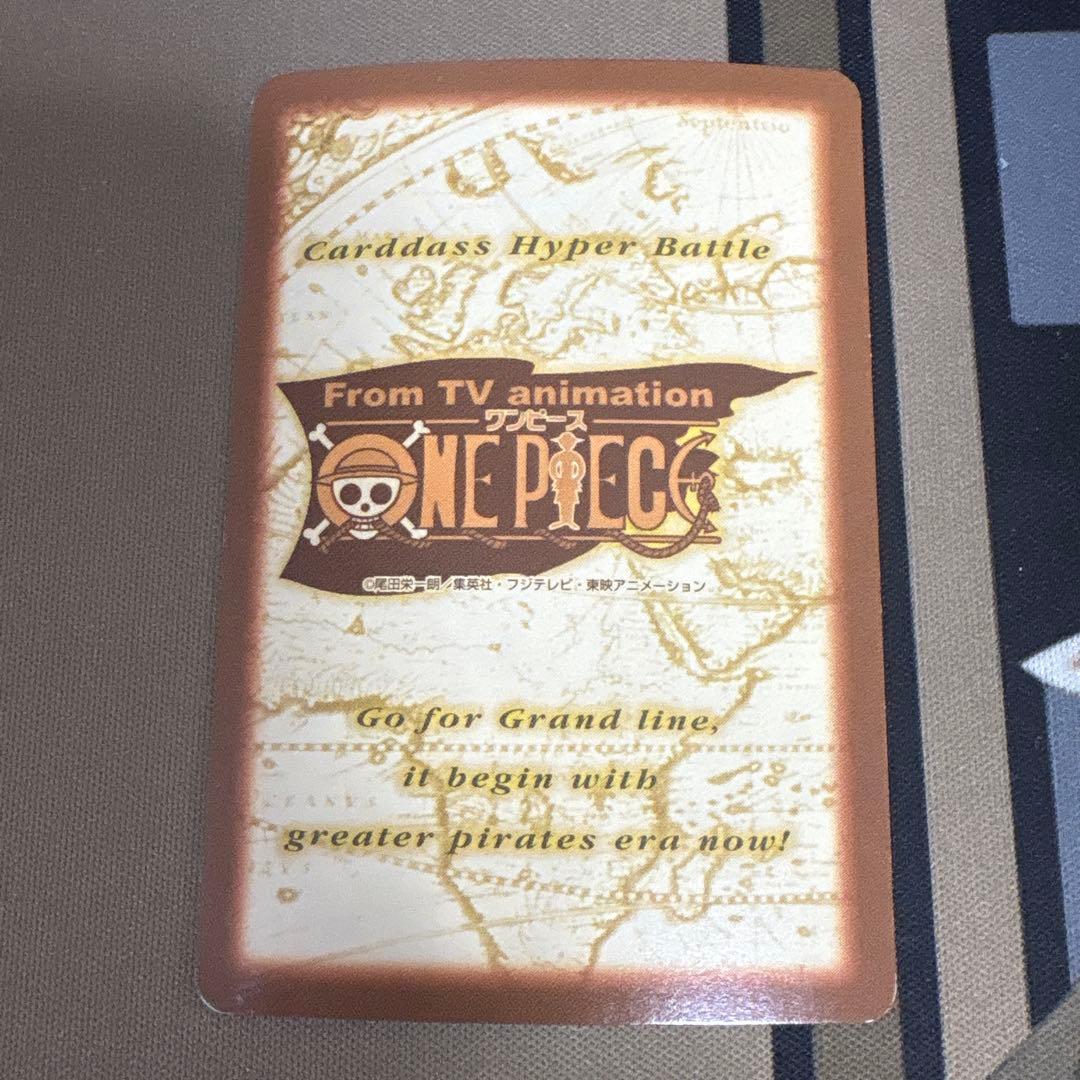 Septentrio
Carddass Hyper Battle
From TV animation
ワンピース
ONE PIECE
©尾田栄一郎/集英社・フジテレビ・東映アニメーション
Go for Grand line,
it begin with
greater pirates era now!